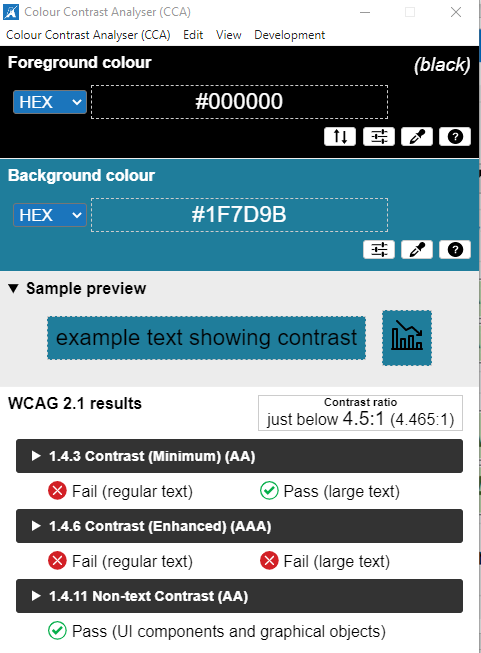 Colour Contrast Analyser (CCA)
Colour Contrast Analyser (CCA) Edit View Development
Foreground colour (black)
HEX #000000
Background colour
HEX #1F7D9B
Sample preview
example text showing contrast
WCAG 2.1 results
Contrast ratio
just below 4.5:1 (4.465:1)
1.4.3 Contrast (Minimum) (AA)
Fail (regular text) Pass (large text)
1.4.6 Contrast (Enhanced) (AAA)
Fail (regular text) Fail (large text)
1.4.11 Non-text Contrast (AA)
Pass (UI components and graphical objects)